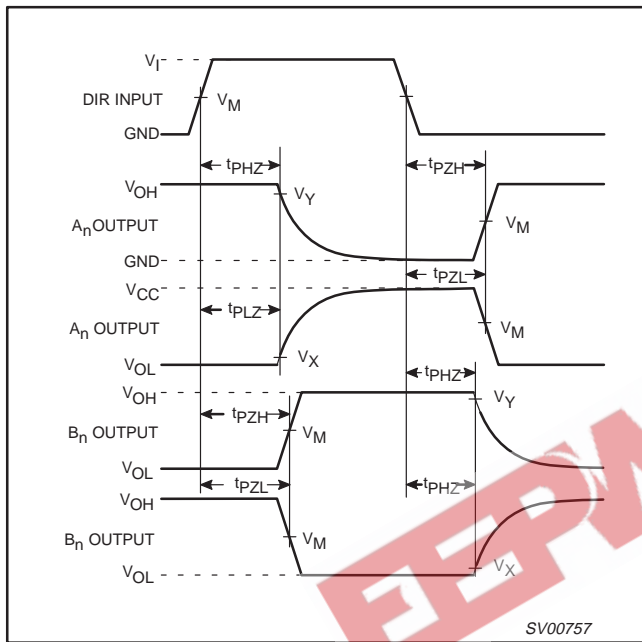 VI
DIR INPUT
VM
GND
tPHZ
tPZH
VOH
VY
An OUTPUT
VM
GND
tPZL
VCC
tPLZ
An OUTPUT
VM
VX
VOL
tPHZ
VOH
VY
tPZH
Bn OUTPUT
VM
VOL
tPZL
tPHZ
VOH
Bn OUTPUT
VM
VX
VOL
EEPW
SV00757